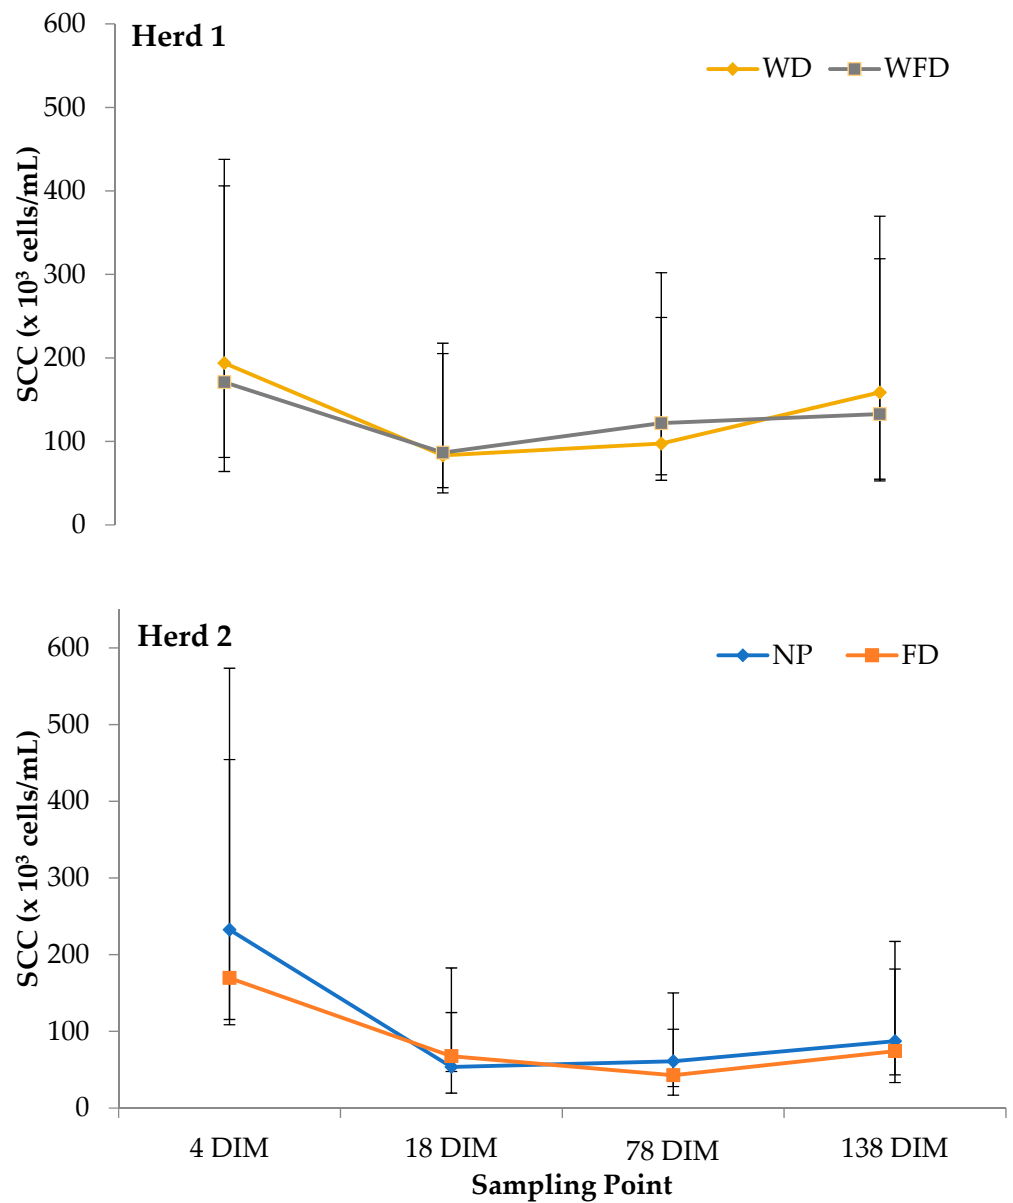 Herd 1
WD
WFD
SCC (x 10³ cells/mL)
600
500
400
300
200
100
0
Herd 2
NP
FD
SCC (x 10³ cells/mL)
600
500
400
300
200
100
0
4 DIM
18 DIM
78 DIM
138 DIM
Sampling Point